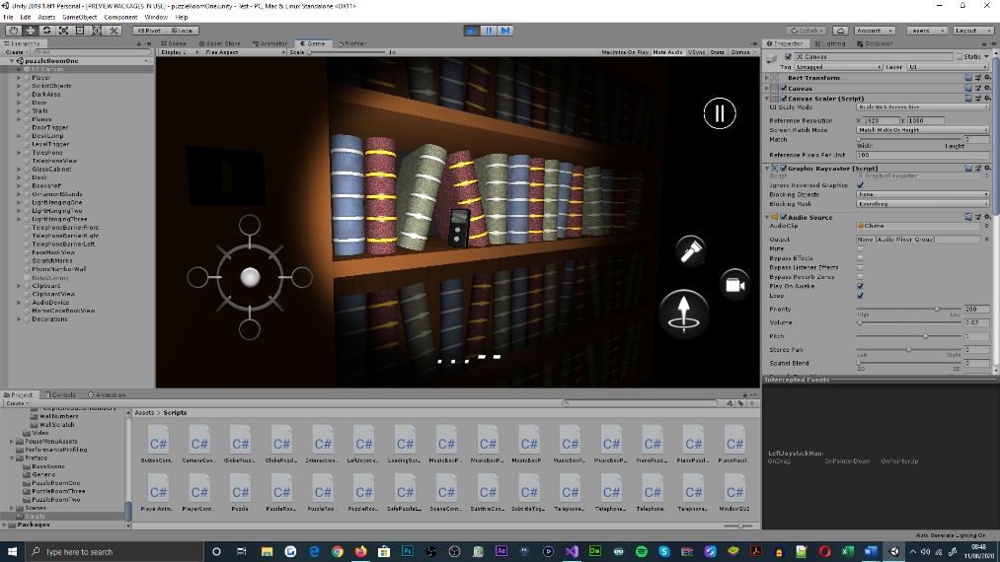 Unity 2019.1.6f1 Personal - [PREVIEW PACKAGES IN USE] - puzzleRoomOne.unity - Test - PC, Mac & Linux Standalone <DX11>
File Edit Assets GameObject Component Window Help
Pivot Local Collab Account Layers Layout
Hierarchy Scene Asset Store Animator Game Profiler Inspector Lighting Occlusion
Create All
Display 1 Free Aspect Scale 1x Maximize On Play Mute Audio VSync Stats Gizmos
puzzleRoomOne
UI Canvas
Player
ScriptObjects
DarkArea
Door
Walls
Planes
DoorTrigger
DeskLamp
LevelTrigger
Telephone
TelephoneView
GlassCabinet
Desk
Bookshelf
OrnamentStands
LightHangingOne
LightHangingTwo
LightHangingThree
TelephoneBarrierFront
TelephoneBarrierRight
TelephoneBarrierLeft
FaceMaskView
ScratchMarks
PhoneNumberWall
NoteDummy
Clipboard
ClipboardView
AudioDevice
MorseCodeBookView
Decorations
UI Canvas Static
Tag Untagged Layer UI
Rect Transform
Canvas
Canvas Scaler (Script)
UI Scale Mode Scale With Screen Size
Reference Resolution X 1920 Y 1080
Screen Match Mode Match Width Or Height
Match 0
Width Height
Reference Pixels Per Unit 100
Graphic Raycaster (Script)
Script GraphicRaycaster
Ignore Reversed Graphics
Blocking Objects None
Blocking Mask Everything
Audio Source
AudioClip Chime
Output None (Audio Mixer Group)
Mute
Bypass Effects
Bypass Listener Effects
Bypass Reverb Zones
Play On Awake
Loop
Priority 200
High Low
Volume 0.02
Pitch 1
Stereo Pan 0
Left Right
Spatial Blend 0
2D 3D
Intercepted Events
LeftJoystickHan
OnDrag OnPointerDown OnPointerUp
Auto Generate Lighting On
Project Console Animation
Create
WallNumbers
WallScratch
Video
PauseMenuAssets
PerformanceProfiling
Prefabs
BaseScene
Generic
PuzzleRoomOne
PuzzleRoomThree
PuzzleRoomTwo
Scenes
Scripts
Packages
Assets > Scripts
ButtonCont... CameraCon... GlobePuzzl... GlobePuzzl... Interaction... LeftJoystic... LoadingScr... MusicBoxP... MusicBoxP... MusicBoxP... MusicBoxP... MusicBoxP... PianoPuzzl... PianoPuzzl... PianoPuzzl...
PlayerAnim... PlayerCont... Puzzle PuzzleRoo... PuzzleRoo... PuzzleRoo... SafePuzzleL... SceneCont... SubtitleCon... SubtitleTrig... Telephone... Telephone... Telephone... Telephone... WindowGUI
Type here to search
08:48
11/08/2020